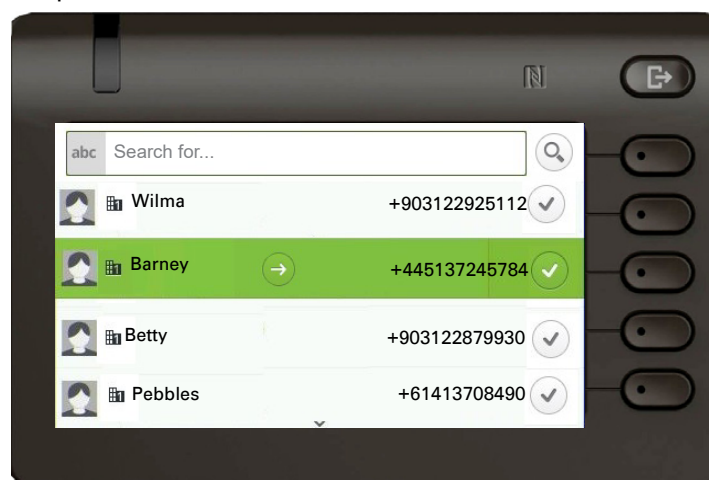 abc Search for...
Wilma +903122925112
Barney +445137245784
Betty +903122879930
Pebbles +61413708490